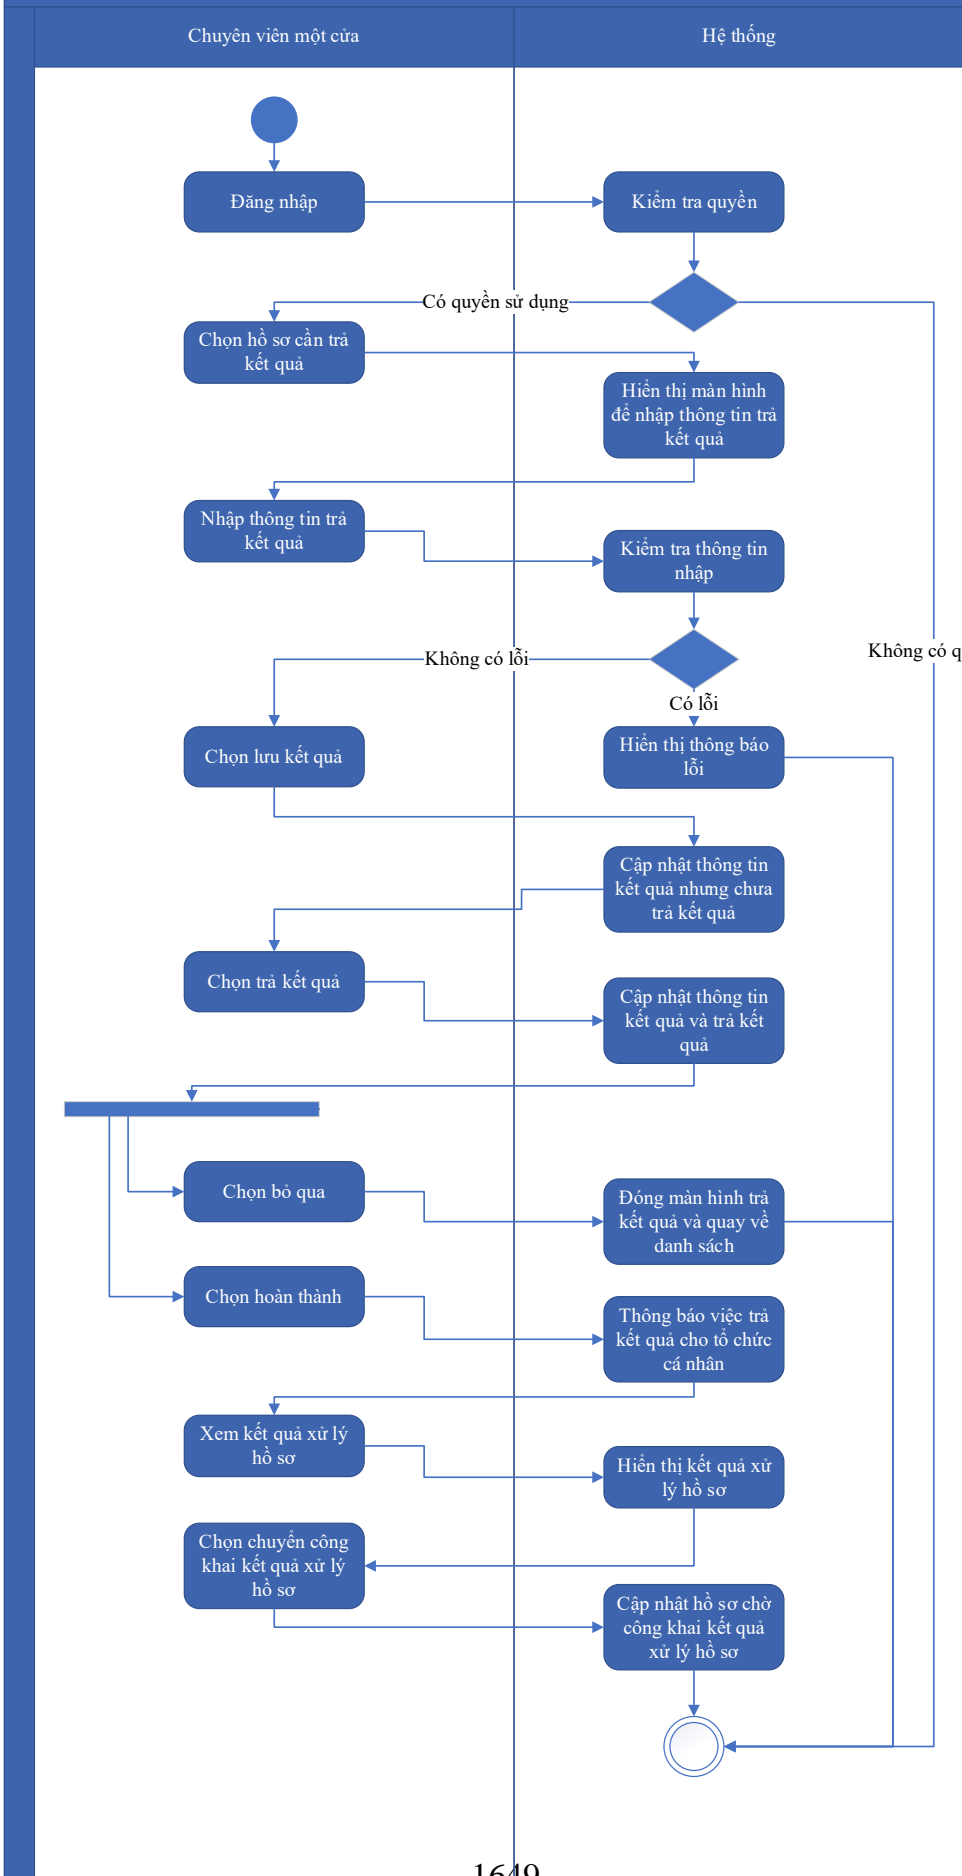 Chuyên viên một cửa
Hệ thống
Đăng nhập
Kiểm tra quyền
Có quyền sử dụng
Chọn hồ sơ cần trả
kết quả
Hiển thị màn hình
để nhập thông tin trả
kết quả
Nhập thông tin trả
kết quả
Kiểm tra thông tin
nhập
Không có q
Không có lỗi
Có lỗi
Chọn lưu kết quả
Hiển thị thông báo
lỗi
Cập nhật thông tin
kết quả nhưng chưa
trả kết quả
Chọn trả kết quả
Cập nhật thông tin
kết quả và trả kết
quả
Chọn bỏ qua
Đóng màn hình trả
kết quả và quay về
danh sách
Chọn hoàn thành
Thông báo việc trả
kết quả cho tổ chức
cá nhân
Xem kết quả xử lý
hồ sơ
Hiển thị kết quả xử
lý hồ sơ
Chọn chuyển công
khai kết quả xử lý
hồ sơ
Cập nhật hồ sơ chờ
công khai kết quả
xử lý hồ sơ
1649